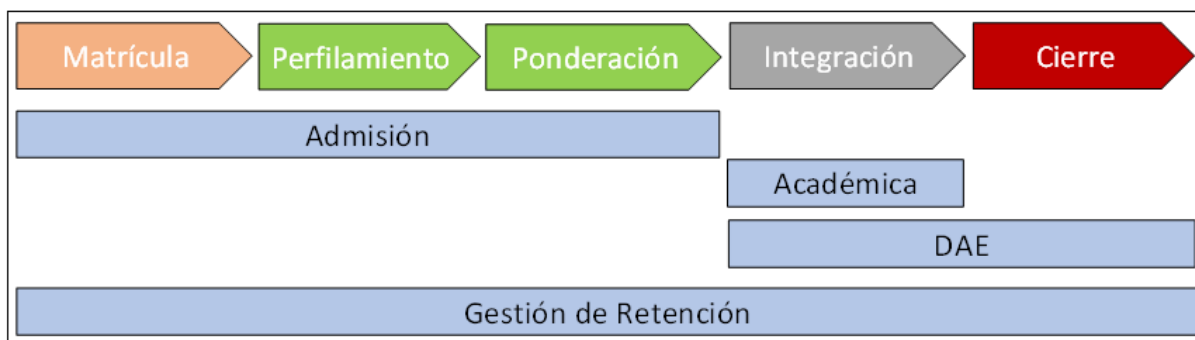 Matrícula
Perfilamiento
Ponderación
Integración
Cierre
Admisión
Académica
DAE
Gestión de Retención